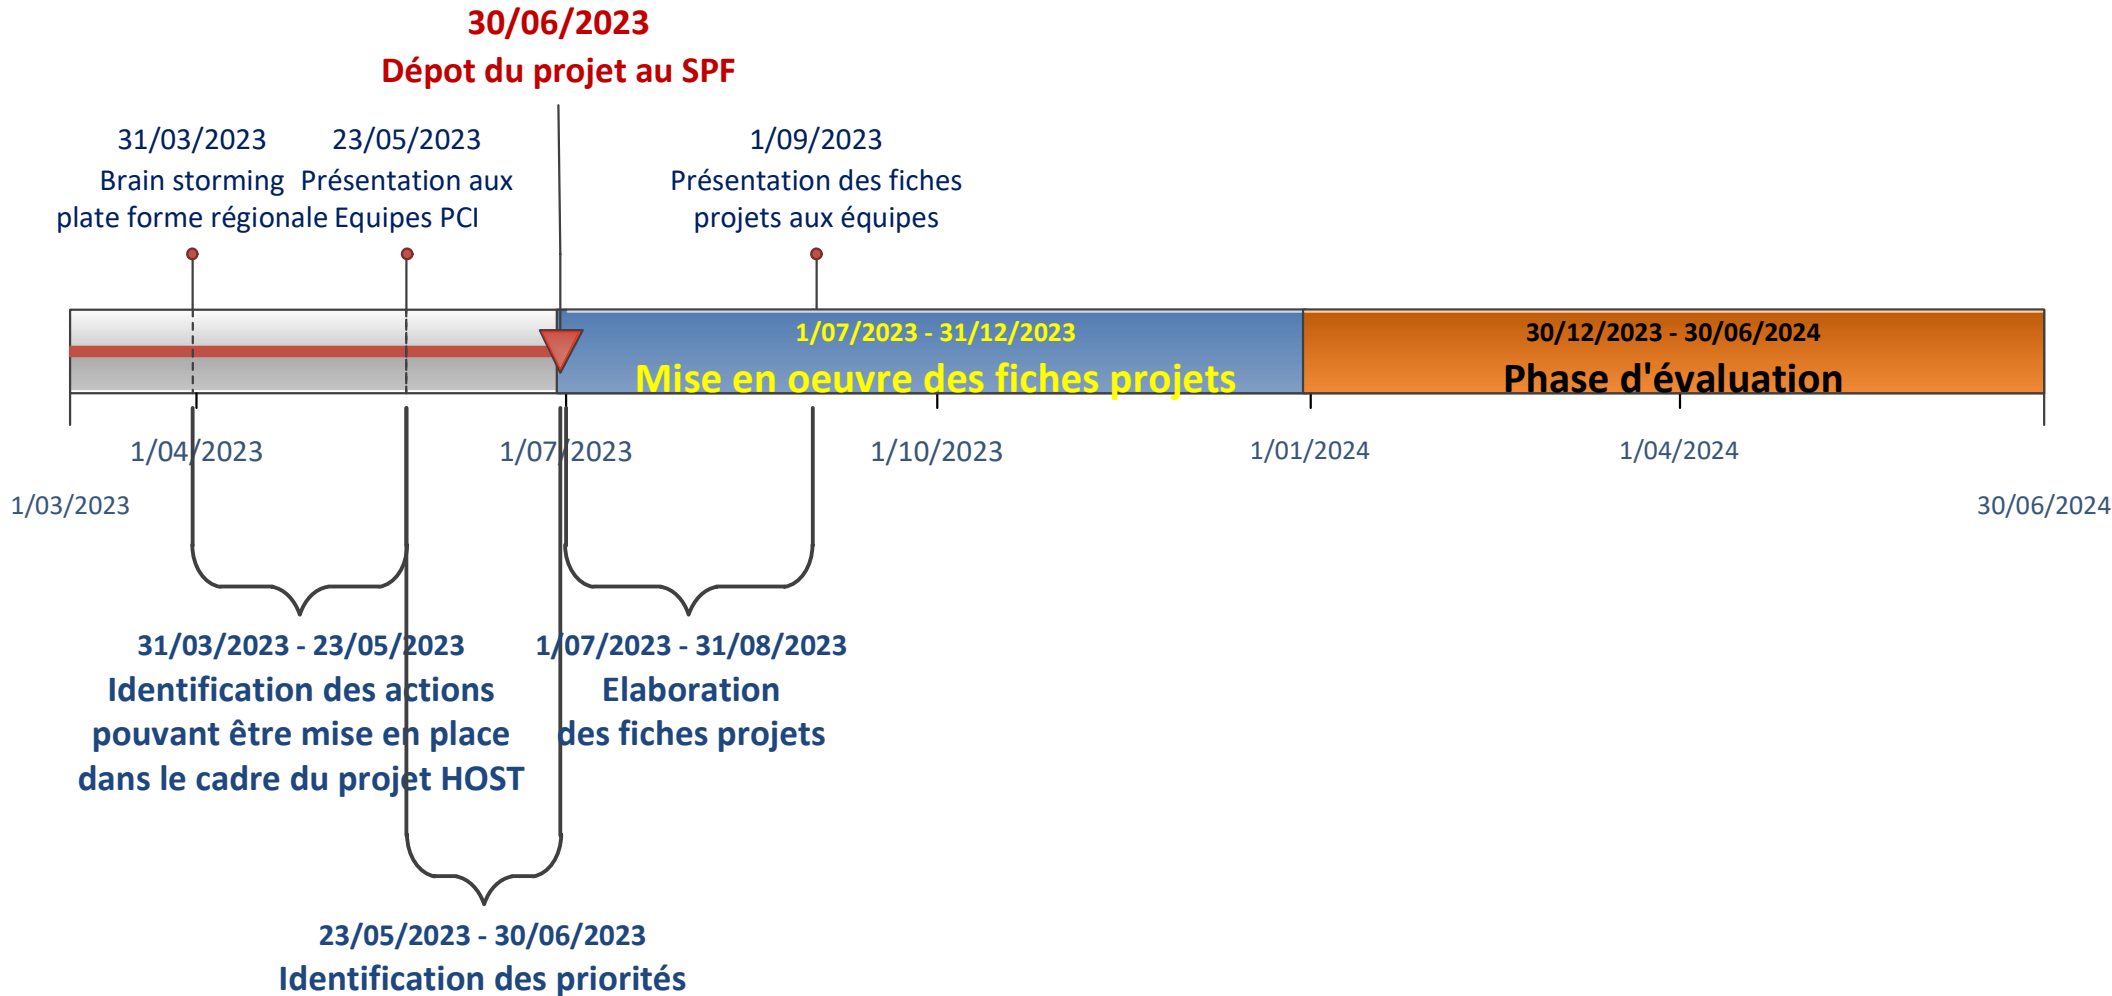 30/06/2023
Dépot du projet au SPF
31/03/2023
Brain storming
plate forme régionale
23/05/2023
Présentation aux
Equipes PCI
1/09/2023
Présentation des fiches
projets aux équipes
1/07/2023 - 31/12/2023
Mise en oeuvre des fiches projets
30/12/2023 - 30/06/2024
Phase d'évaluation
1/04/2023
1/07/2023
1/10/2023
1/01/2024
1/04/2024
1/03/2023
30/06/2024
31/03/2023 - 23/05/2023
Identification des actions
pouvant être mise en place
dans le cadre du projet HOST
1/07/2023 - 31/08/2023
Elaboration
des fiches projets
23/05/2023 - 30/06/2023
Identification des priorités